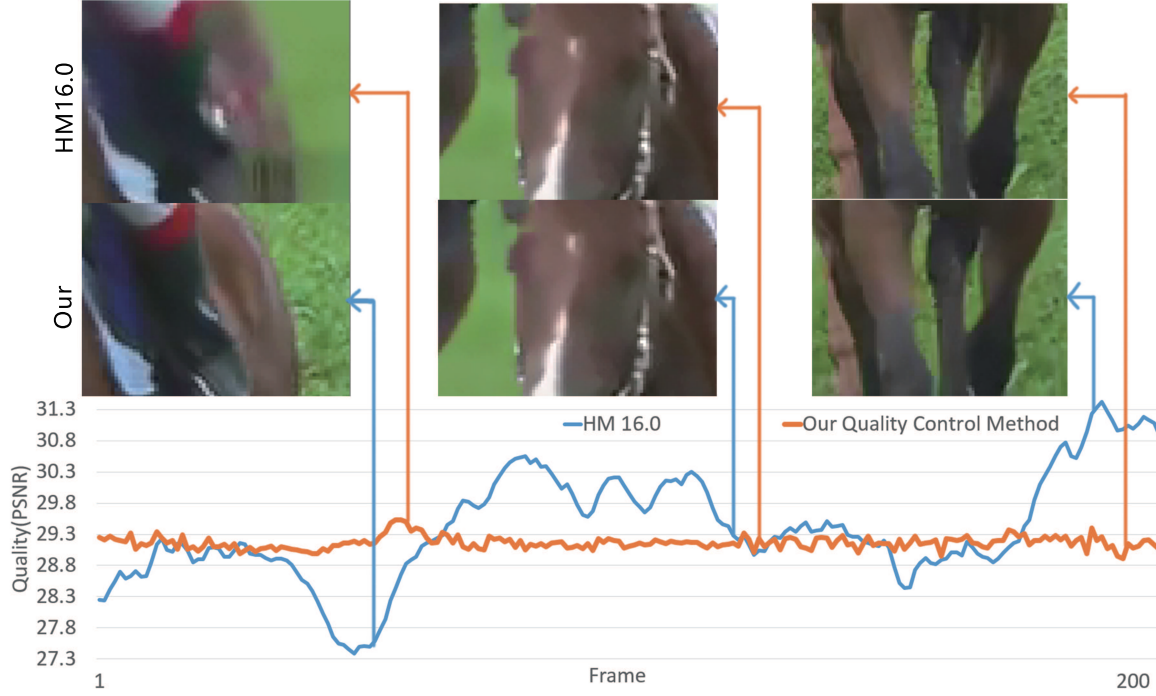 HM16.0
Our
HM 16.0
Our Quality Control Method
Quality(PSNR)
31.3
30.8
30.3
29.8
29.3
28.8
28.3
27.8
27.3
1
Frame
200